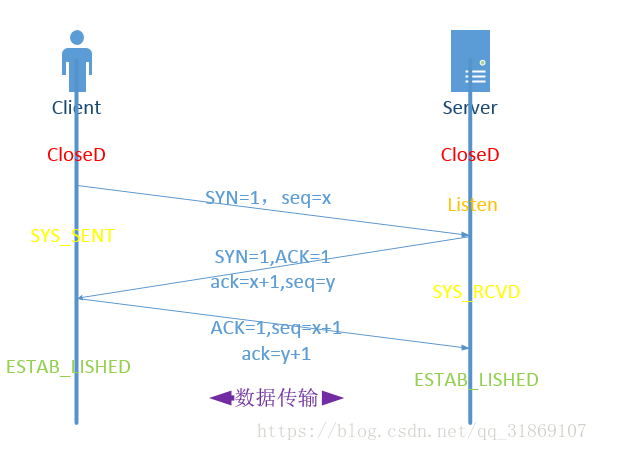 Client
Server
CloseD
CloseD
SYN=1，seq=x
Listen
SYS_SENT
SYN=1,ACK=1
ack=x+1,seq=y
SYS_RCVD
ACK=1,seq=x+1
ack=y+1
ESTAB_LISHED
ESTAB_LISHED
数据传输
https://blog.csdn.net/qq_31869107